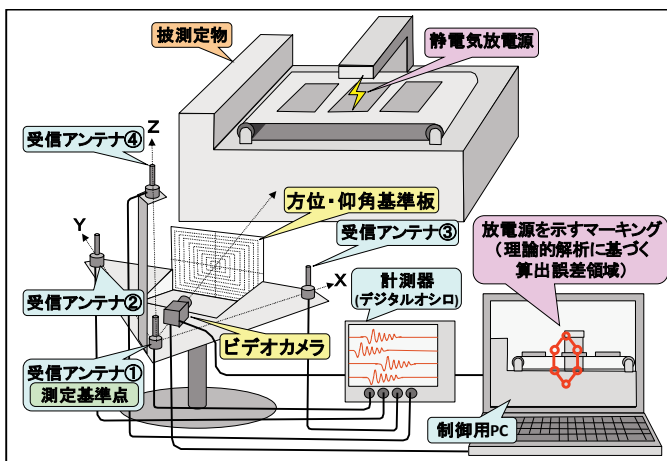 披測定物
静電気放電源
受信アンテナ④
Z
方位・仰角基準板
Y
受信アンテナ③
放電源を示すマーキング
(理論的解析に基づく
算出誤差領域)
X
計測器
(デジタルオシロ)
受信アンテナ②
ビデオカメラ
受信アンテナ①
測定基準点
制御用PC